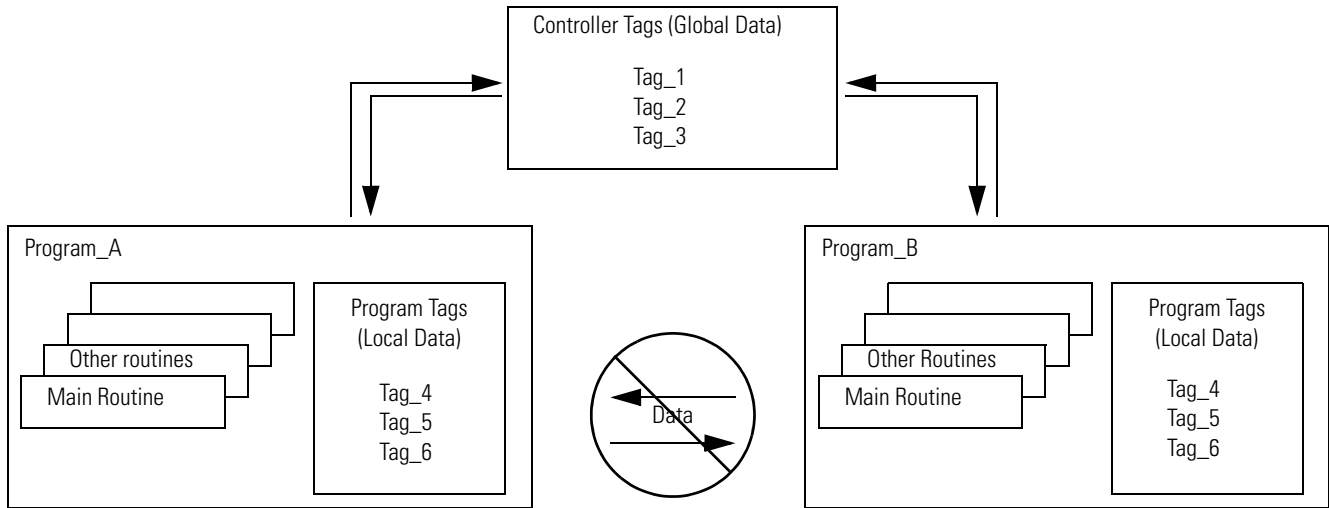 Controller Tags (Global Data)
Tag_1
Tag_2
Tag_3
Program_A
Other routines
Main Routine
Program Tags
(Local Data)
Tag_4
Tag_5
Tag_6
Data
Program_B
Other Routines
Main Routine
Program Tags
(Local Data)
Tag_4
Tag_5
Tag_6